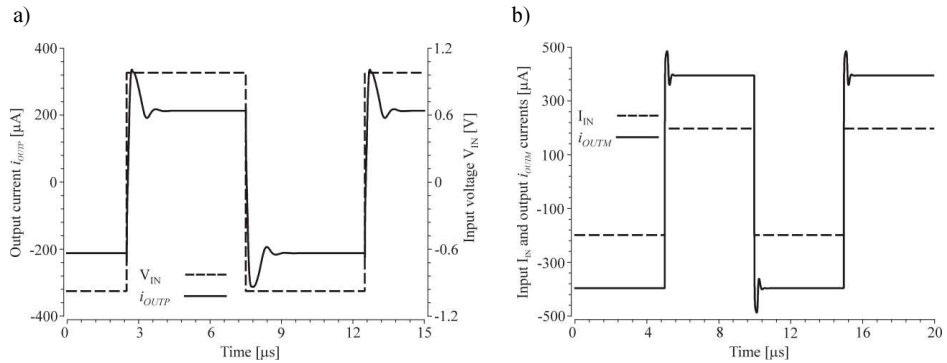 a)
Output current iOUTP [µA]
400
200
0
-200
-400
1.2
0.6
0
-0.6
-1.2
Input voltage VIN [V]
VIN
iOUTP
0
3
6
9
12
15
Time [µs]
b)
Input IIN and output iOUTM currents [µA]
500
300
100
-100
-300
-500
IIN
iOUTM
0
4
8
12
16
20
Time [µs]